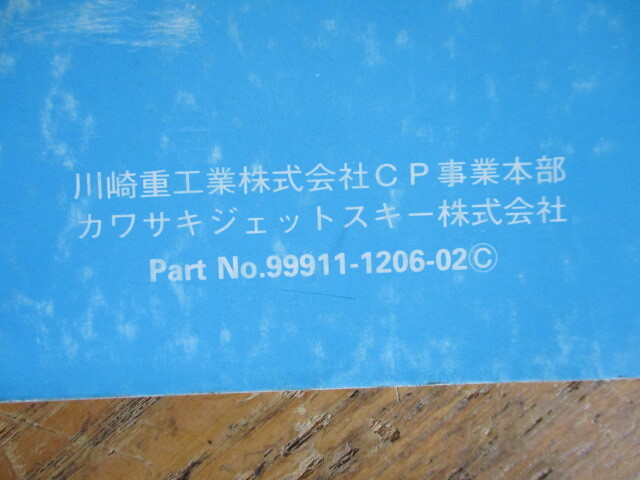 川崎重工業株式会社ＣＰ事業本部
カワサキジェットスキー株式会社
Part No.99911-1206-02©